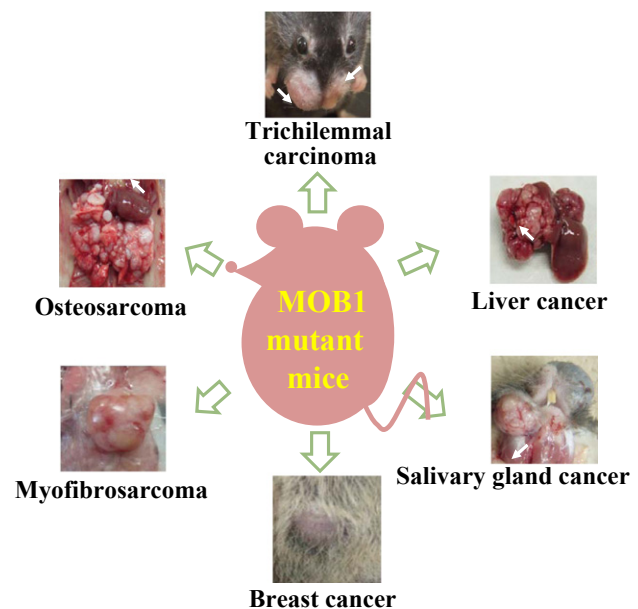 Trichilemmal
carcinoma
Osteosarcoma
MOB1
mutant
mice
Liver cancer
Myofibrosarcoma
Salivary gland cancer
Breast cancer